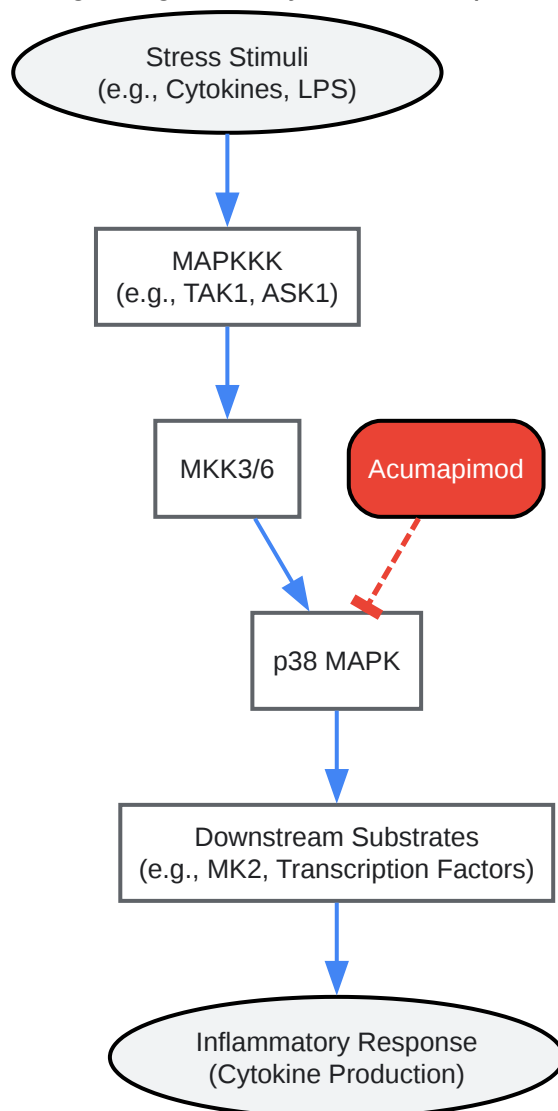 Stress Stimuli
(e.g., Cytokines, LPS)
MAPKKK
(e.g., TAK1, ASK1)
MKK3/6
Acumapimod
p38 MAPK
Downstream Substrates
(e.g., MK2, Transcription Factors)
Inflammatory Response
(Cytokine Production)